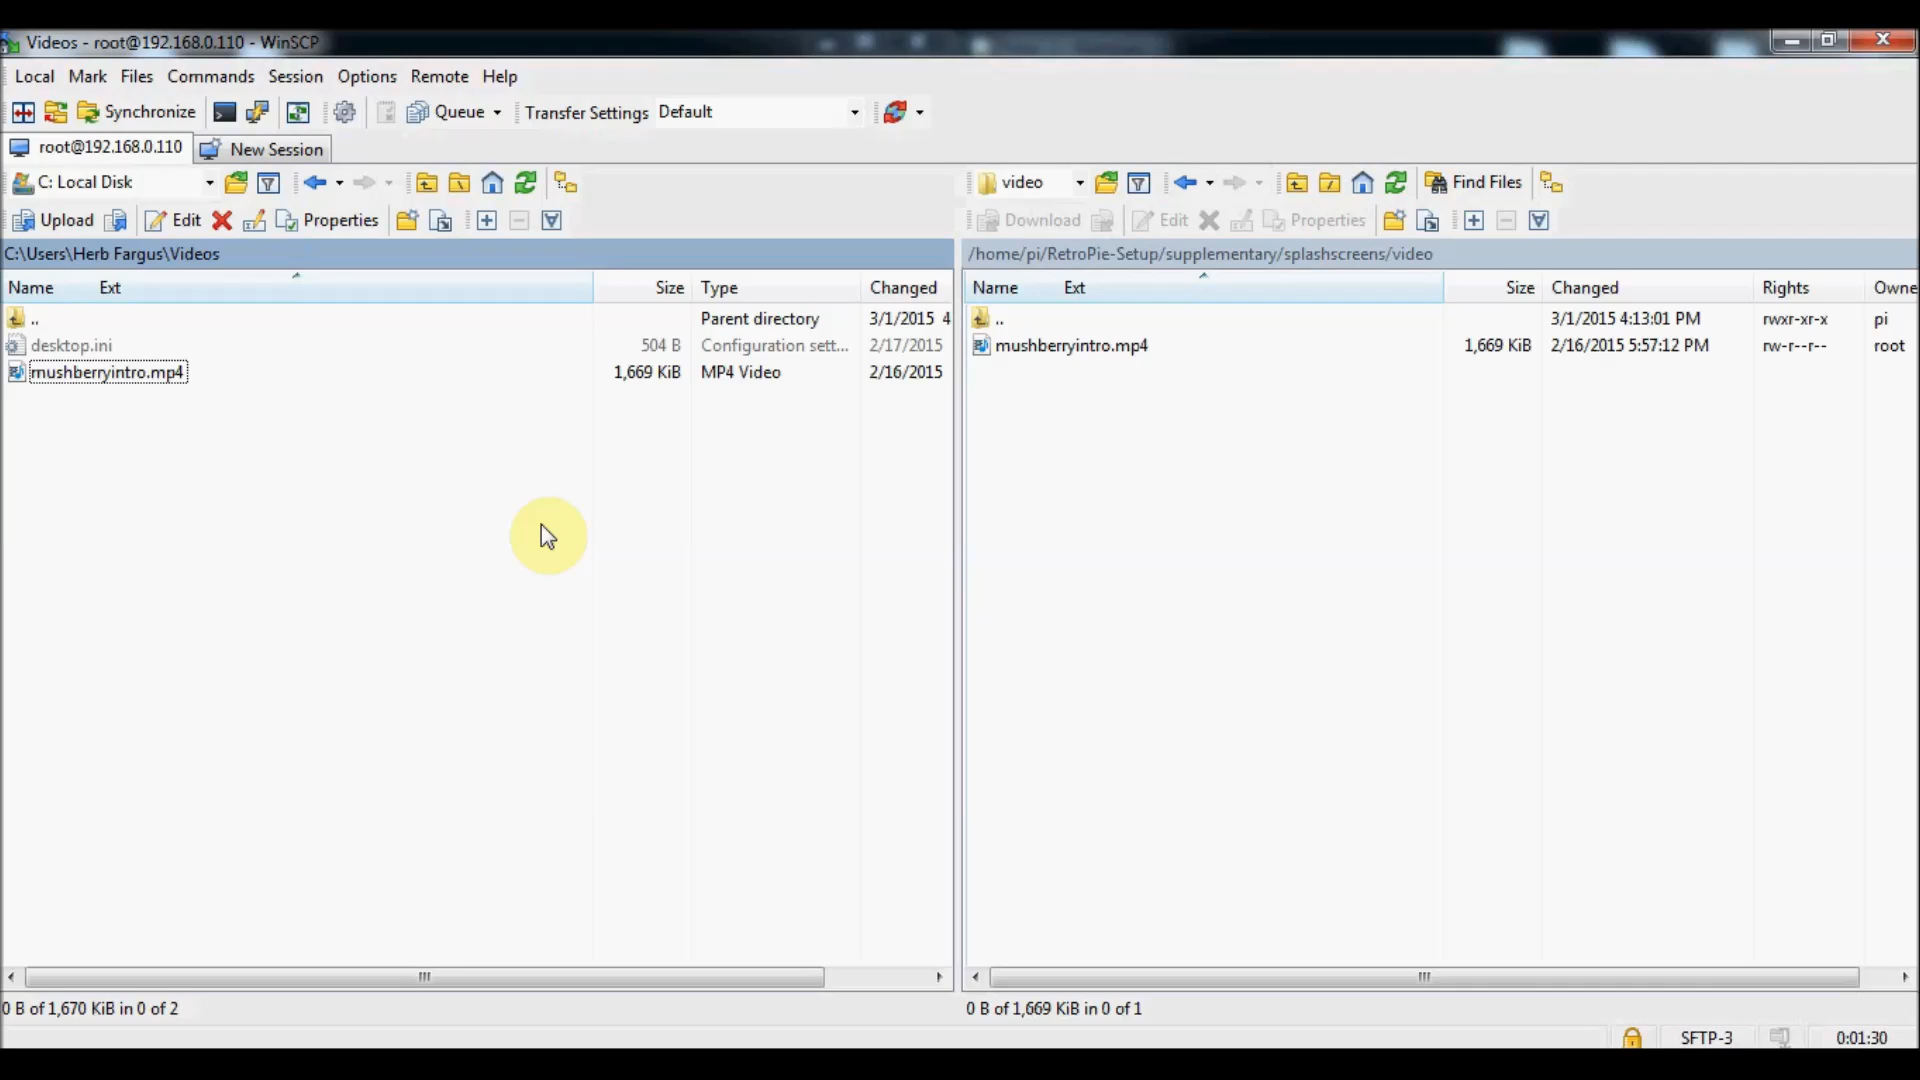 Videos - root@192.168.0.110 - WinSCP
Local Mark Files Commands Session Options Remote Help
Synchronize Queue Transfer Settings Default
root@192.168.0.110 New Session
C: Local Disk video Find Files
Upload Edit Properties Download Edit Properties
C:\Users\Herb Fargus\Videos /home/pi/RetroPie-Setup/supplementary/splashscreens/video
Name Ext Size Type Changed Name Ext Size Changed Rights Owne
.. Parent directory 3/1/2015 4 .. 3/1/2015 4:13:01 PM rwxr-xr-x pi
desktop.ini 504 B Configuration sett... 2/17/2015 mushberryintro.mp4 1,669 KiB 2/16/2015 5:57:12 PM rw-r--r-- root
mushberryintro.mp4 1,669 KiB MP4 Video 2/16/2015
0 B of 1,670 KiB in 0 of 2 0 B of 1,669 KiB in 0 of 1
SFTP-3 0:01:30